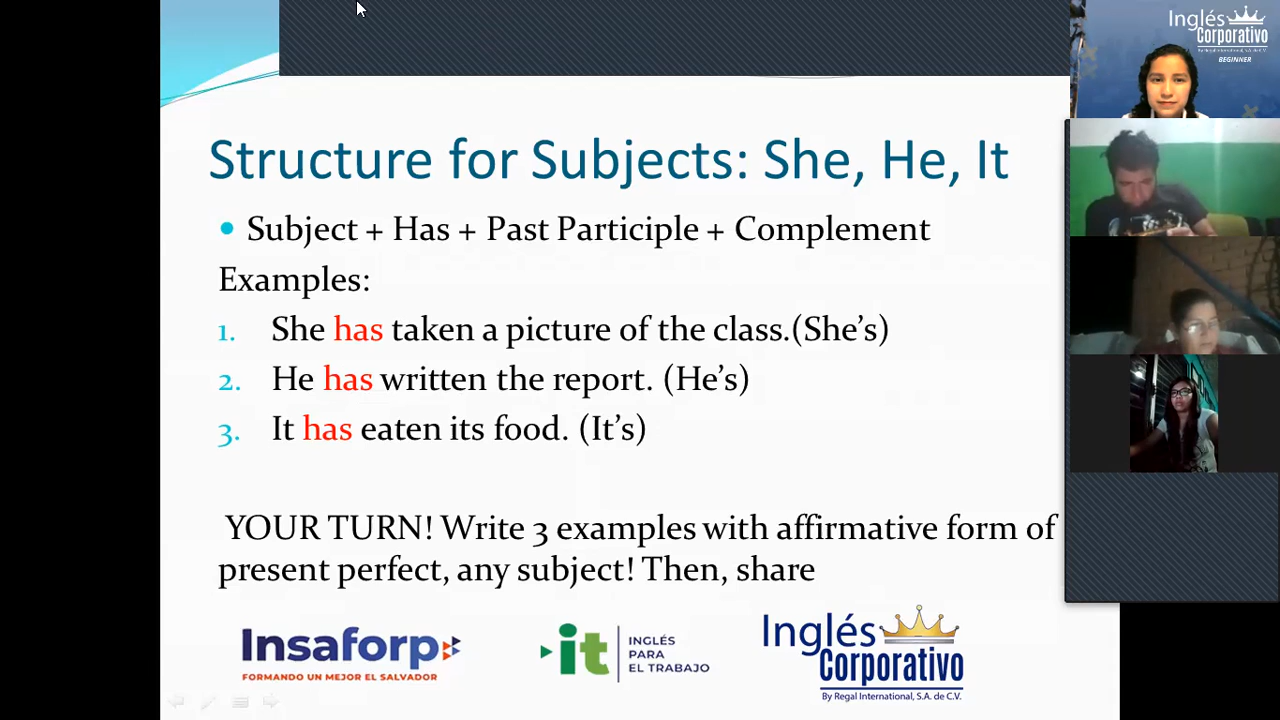 Structure for Subjects: She, He, It
• Subject + Has + Past Participle + Complement
Examples:
1. She has taken a picture of the class.(She's)
2. He has written the report. (He's)
3. It has eaten its food. (It's)
YOUR TURN! Write 3 examples with affirmative form of
present perfect, any subject! Then, share
Insaforp
FORMANDO UN MEJOR EL SALVADOR
it
INGLÉS
PARA
EL TRABAJO
Inglés
Corporativo
By Regal International, S.A. de C.V.
Inglés
Corporativo
By Regal International, S.A. de C.V.
BEGINNER